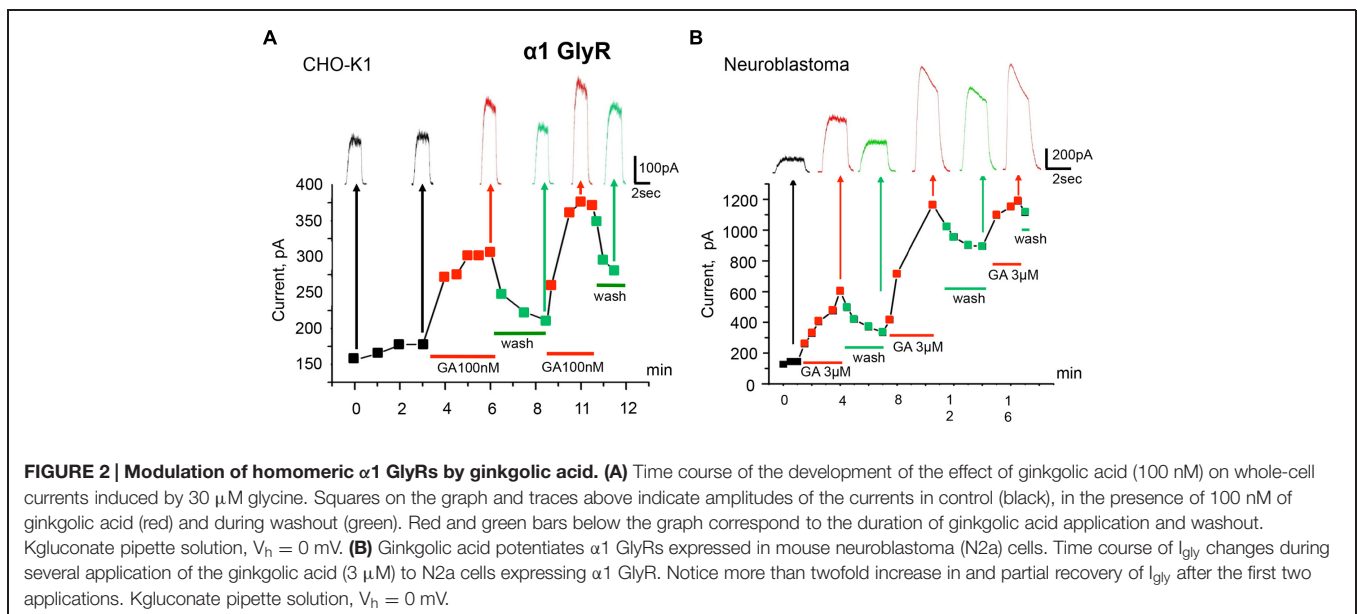 A
α1 GlyR
CHO-K1
100pA
2sec
400
350
300
250
200
150
Current, pA
GA100nM
wash
GA100nM
wash
min
0 2 4 6 8 11 12
B
Neuroblastoma
200pA
2sec
1200
1000
800
600
400
200
0
Current, pA
GA 3µM
wash
GA 3µM
wash
GA 3µM
wash
min
0 4 8 1 1
2 6
FIGURE 2 | Modulation of homomeric α1 GlyRs by ginkgolic acid. (A) Time course of the development of the effect of ginkgolic acid (100 nM) on whole-cell
currents induced by 30 µM glycine. Squares on the graph and traces above indicate amplitudes of the currents in control (black), in the presence of 100 nM of
ginkgolic acid (red) and during washout (green). Red and green bars below the graph correspond to the duration of ginkgolic acid application and washout.
Kgluconate pipette solution, Vh = 0 mV. (B) Ginkgolic acid potentiates α1 GlyRs expressed in mouse neuroblastoma (N2a) cells. Time course of Igly changes during
several application of the ginkgolic acid (3 µM) to N2a cells expressing α1 GlyR. Notice more than twofold increase in and partial recovery of Igly after the first two
applications. Kgluconate pipette solution, Vh = 0 mV.